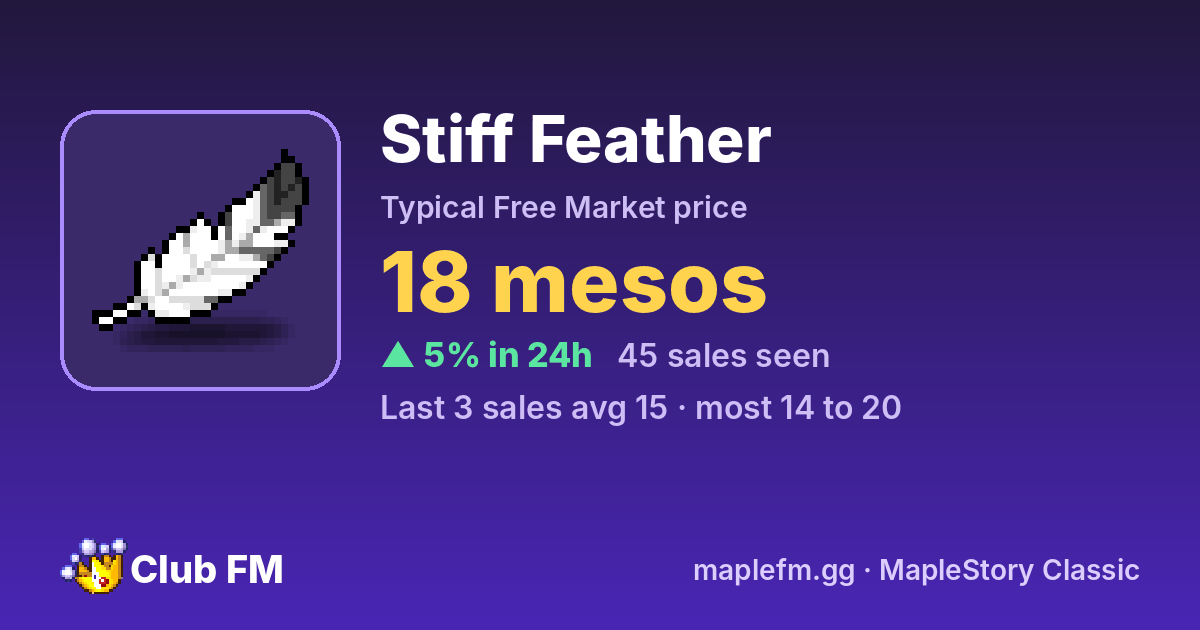 Stiff Feather
Typical Free Market price
18 mesos
▲ 5% in 24h 45 sales seen
Last 3 sales avg 15 · most 14 to 20
Club FM
maplefm.gg · MapleStory Classic